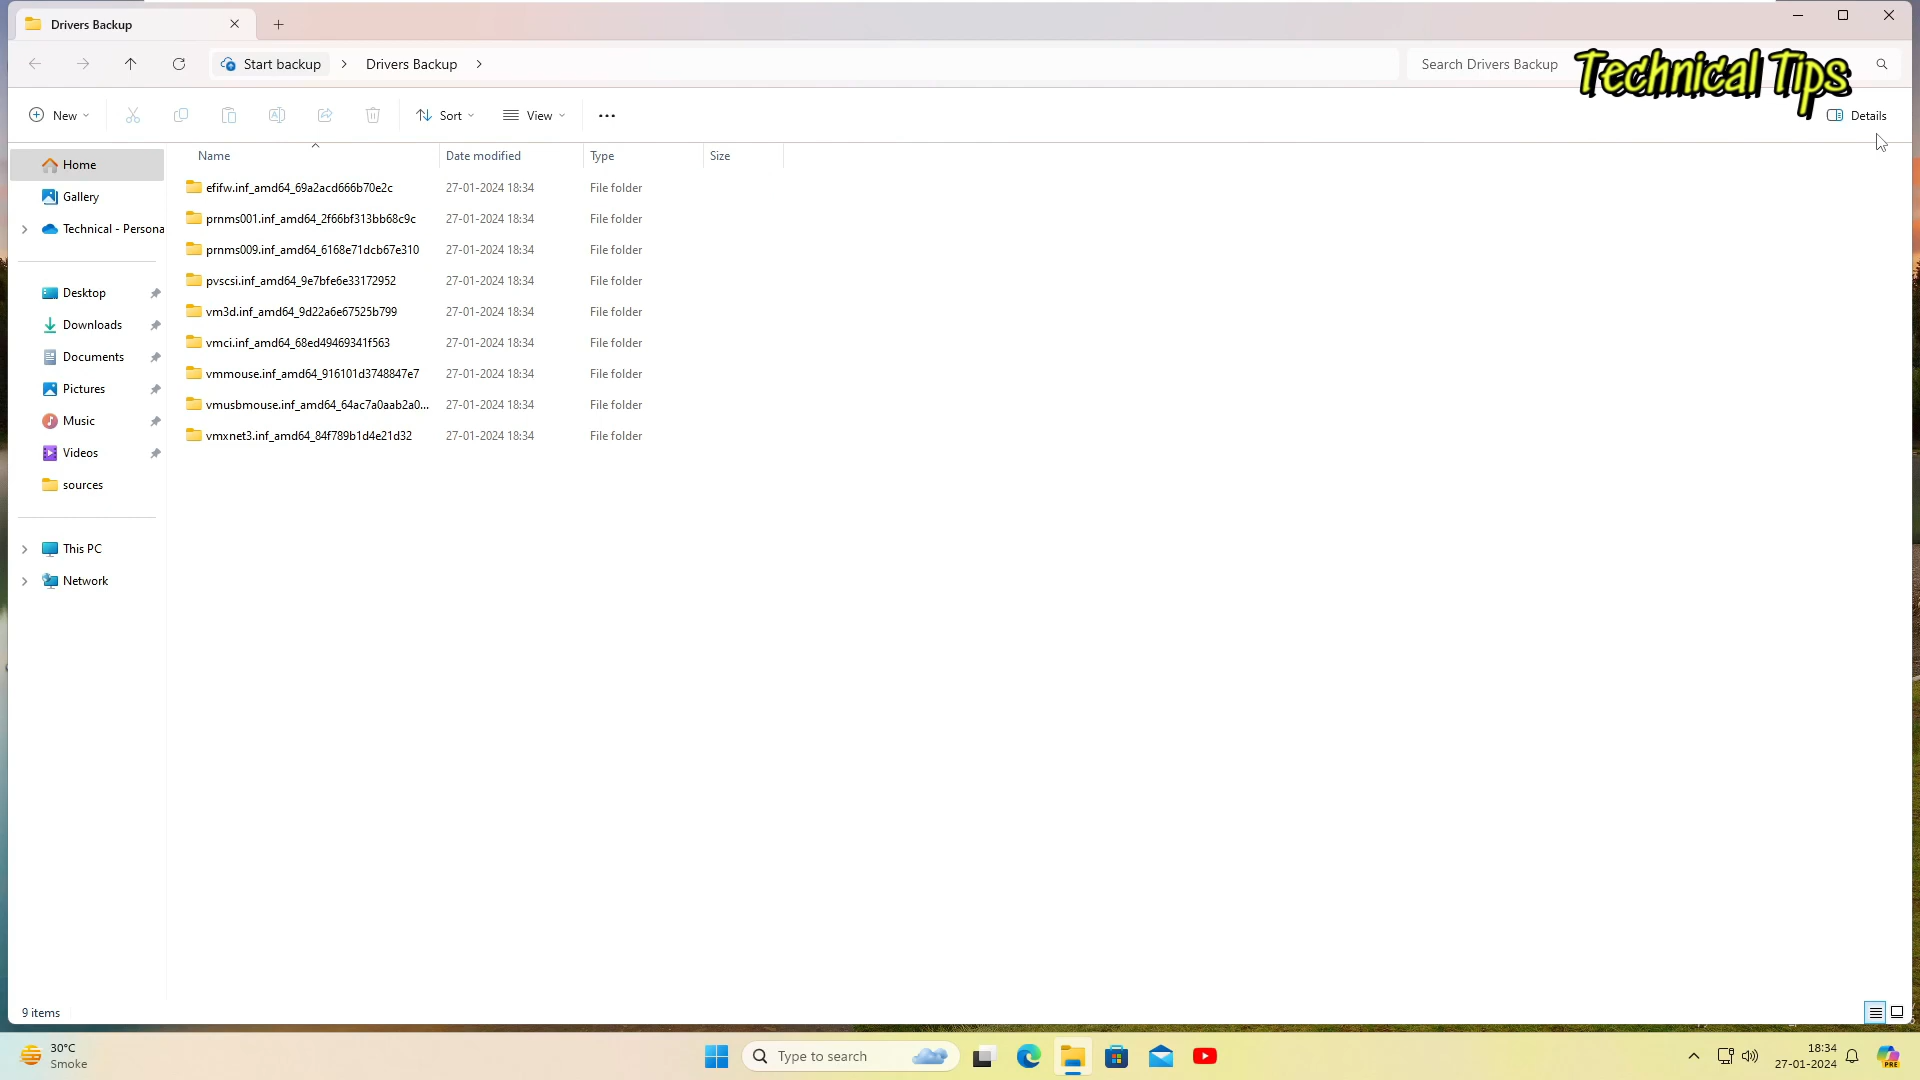 Drivers Backup
Start backup
Drivers Backup
Search Drivers Backup
Technical Tips
New
Sort
View
Details
Name
Date modified
Type
Size
Home
Gallery
Technical - Persona
Desktop
Downloads
Documents
Pictures
Music
Videos
sources
This PC
Network
efifw.inf_amd64_69a2acd666b70e2c 27-01-2024 18:34 File folder
prnms001.inf_amd64_2f66bf313bb68c9c 27-01-2024 18:34 File folder
prnms009.inf_amd64_6168e71dcb67e310 27-01-2024 18:34 File folder
pvscsi.inf_amd64_9e7bfe6e33172952 27-01-2024 18:34 File folder
vm3d.inf_amd64_9d22a6e67525b799 27-01-2024 18:34 File folder
vmci.inf_amd64_68ed49469341f563 27-01-2024 18:34 File folder
vmmouse.inf_amd64_916101d3748847e7 27-01-2024 18:34 File folder
vmusbmouse.inf_amd64_64ac7a0aab2a0... 27-01-2024 18:34 File folder
vmxnet3.inf_amd64_84f789b1d4e21d32 27-01-2024 18:34 File folder
9 items
30°C
Smoke
Type to search
18:34
27-01-2024
PRE